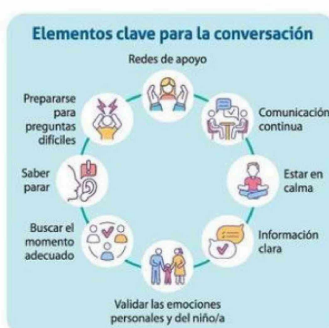 Elementos clave para la conversación
Redes de apoyo
Comunicación
continua
Estar en
calma
Información
clara
Validar las emociones
personales y del niño/a
Buscar el
momento
adecuado
Saber
parar
Prepararse
para
preguntas
difíciles